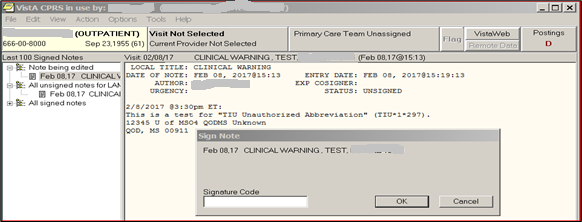 VistA CPRS in use by:
File Edit View Action Options Tools Help
(OUTPATIENT)
666-00-8000 Sep 23,1955 (61)
Visit Not Selected
Current Provider Not Selected
Primary Care Team Unassigned
Flag
VistaWeb
Remote Data
Postings
D
Last 100 Signed Notes
Note being edited
Feb 08,17 CLINICAL W
All unsigned notes for LAM
Feb 08,17 CLINICAL
All signed notes
Visit: 02/08/17 CLINICAL WARNING, TEST, (Feb 08,17@15:13)
LOCAL TITLE: CLINICAL WARNING
DATE OF NOTE: FEB 08, 2017@15:13 ENTRY DATE: FEB 08, 2017@15:19:13
AUTHOR: EXP COSIGNER:
URGENCY: STATUS: UNSIGNED
2/8/2017 @3:30pm ET:
This is a test for "TIU Unauthorized Abbreviation" (TIU*1*297).
12345 U of MSO4 QODMS Unknown
QOD, MS 00911
Sign Note
Feb 08,17 CLINICAL WARNING, TEST,
Signature Code
OK
Cancel